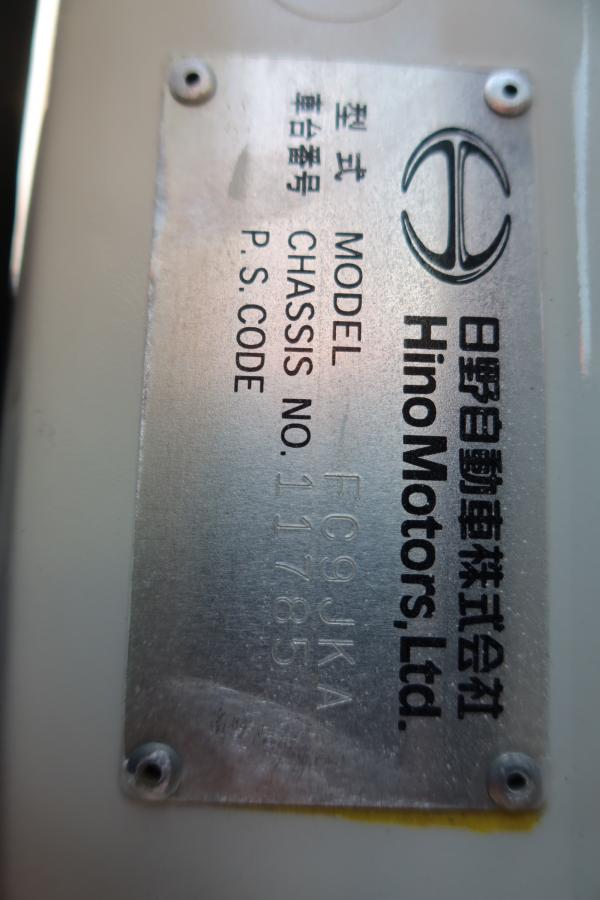 日野自動車株式会社
Hino Motors, Ltd.
型式 MODEL FC9JKA
車台番号 CHASSIS NO. 11785
P. S. CODE